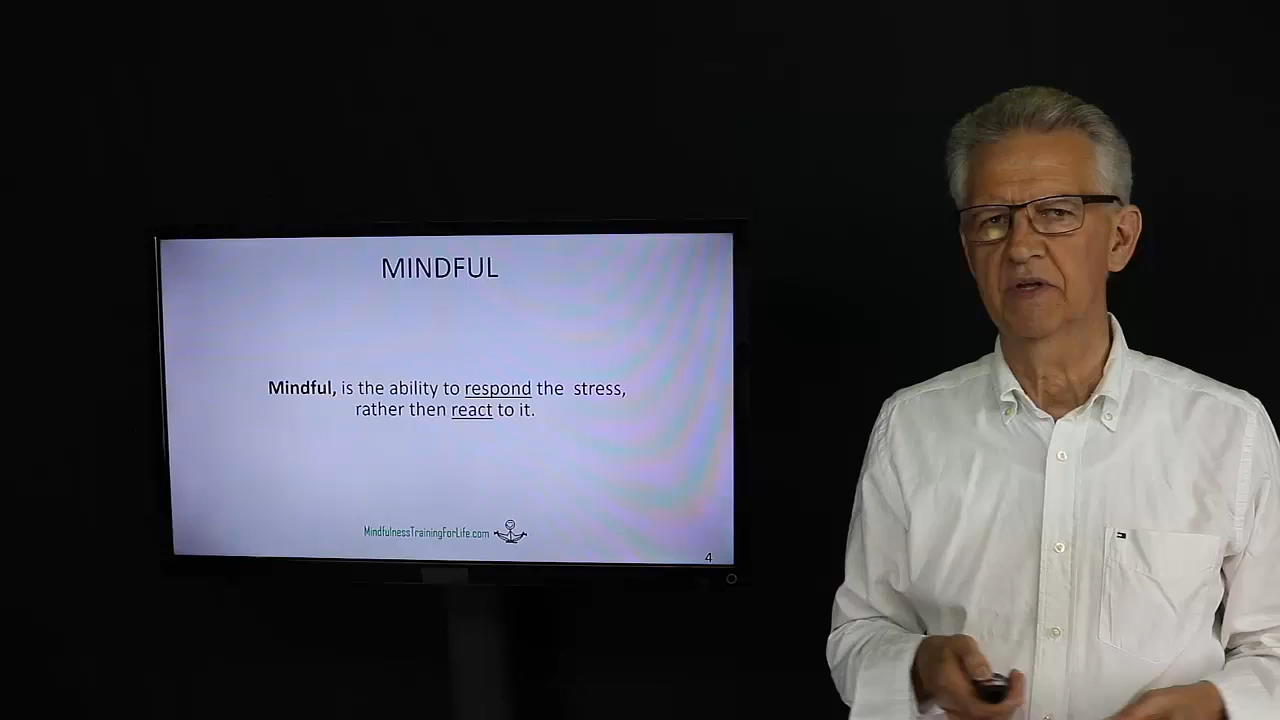 MINDFUL
Mindful, is the ability to respond the stress,
rather then react to it.
MindfulnessTrainingForLife.com
4